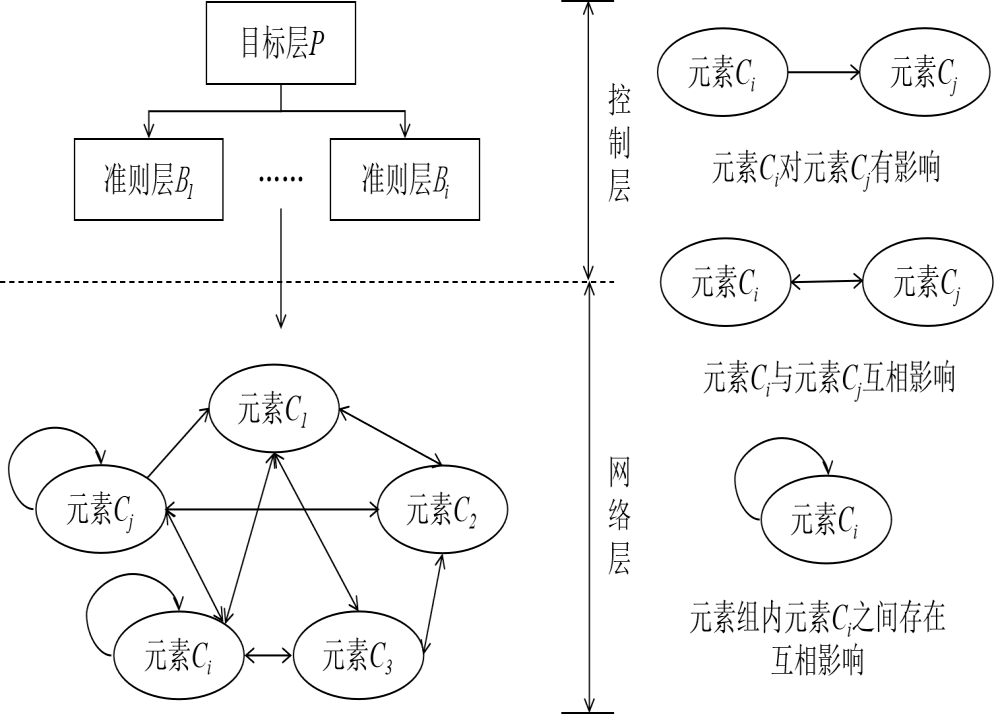 目标层P
准则层B1
······
准则层Bi
元素C1
元素Cj
元素C2
元素Ci
元素C3
控制层
网络层
元素Ci
元素Cj
元素Ci对元素Cj有影响
元素Ci
元素Cj
元素Ci与元素Cj互相影响
元素Ci
元素组内元素Ci之间存在
互相影响